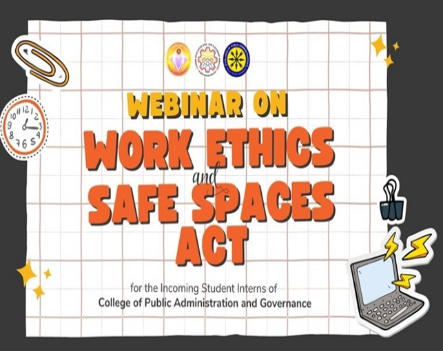 WEBINAR ON
WORK ETHICS
and
SAFE SPACES
ACT
for the Incoming Student Interns of
College of Public Administration and Governance